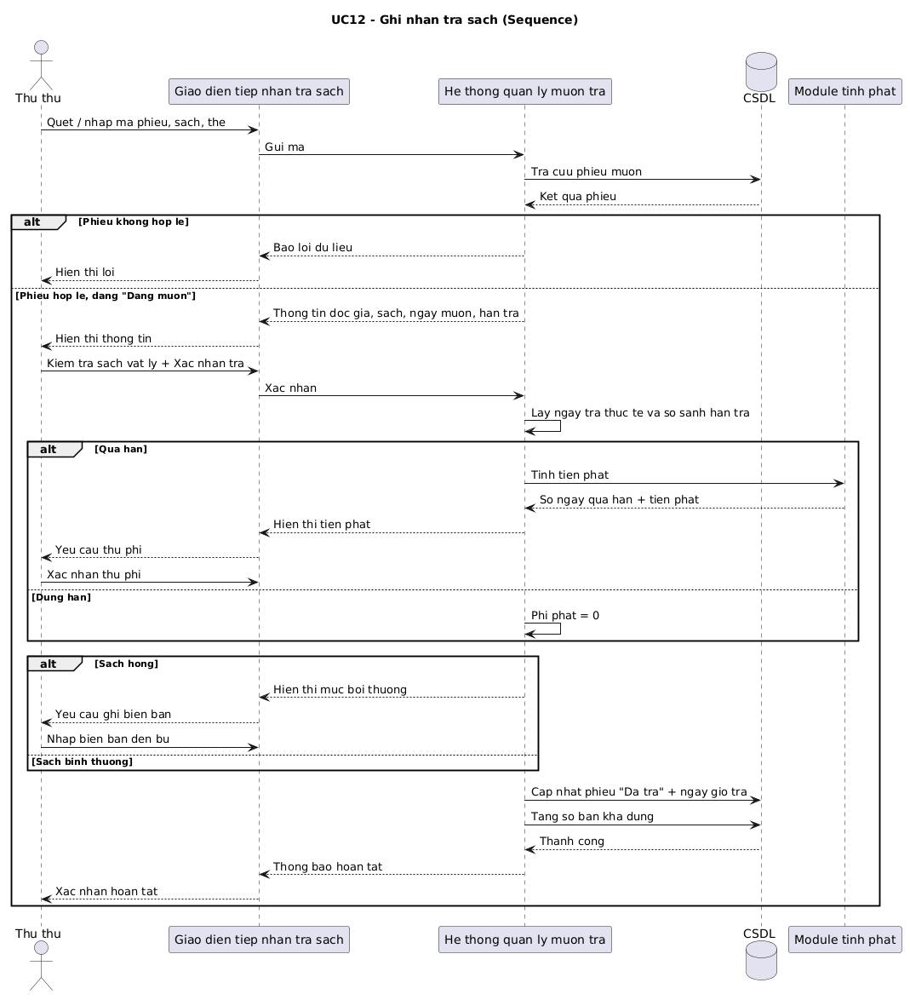 UC12 - Ghi nhan tra sach (Sequence)
Thu thu
Giao dien tiep nhan tra sach
He thong quan ly muon tra
CSDL
Module tinh phat
Quet / nhap ma phieu, sach, the
Gui ma
Tra cuu phieu muon
Ket qua phieu
alt
[Phieu khong hop le]
Bao loi du lieu
Hien thi loi
[Phieu hop le, dang "Dang muon"]
Thong tin doc gia, sach, ngay muon, han tra
Hien thi thong tin
Kiem tra sach vat ly + Xac nhan tra
Xac nhan
Lay ngay tra thuc te va so sanh han tra
alt
[Qua han]
Tinh tien phat
So ngay qua han + tien phat
Hien thi tien phat
Yeu cau thu phi
Xac nhan thu phi
[Dung han]
Phi phat = 0
alt
[Sach hong]
Hien thi muc boi thuong
Yeu cau ghi bien ban
Nhap bien ban den bu
[Sach binh thuong]
Cap nhat phieu "Da tra" + ngay gio tra
Tang so ban kha dung
Thanh cong
Thong bao hoan tat
Xac nhan hoan tat
Thu thu
Giao dien tiep nhan tra sach
He thong quan ly muon tra
CSDL
Module tinh phat